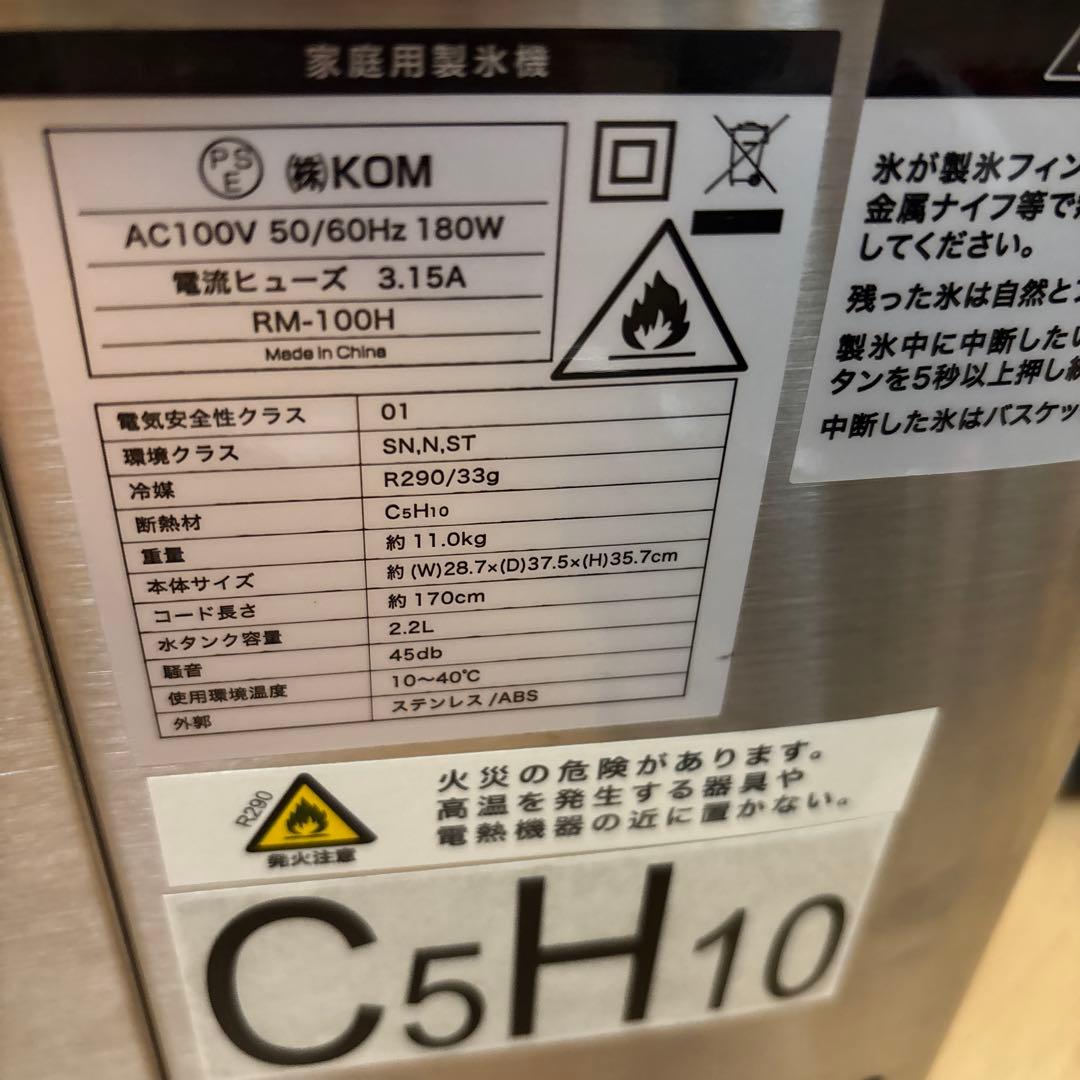 家庭用製氷機
PSE ㈱KOM
AC100V 50/60Hz 180W
電流ヒューズ 3.15A
RM-100H
Made in China
電気安全性クラス 01
環境クラス SN,N,ST
冷媒 R290/33g
断熱材 C5H10
重量 約 11.0kg
本体サイズ 約 (W)28.7×(D)37.5×(H)35.7cm
コード長さ 約 170cm
水タンク容量 2.2L
騒音 45db
使用環境温度 10〜40℃
外郭 ステンレス/ABS
氷が製氷フィン
金属ナイフ等で
してください。
残った氷は自然と
製氷中に中断したい
タンを5秒以上押し続
中断した氷はバスケッ
R290
発火注意
火災の危険があります。
高温を発生する器具や
電熱機器の近に置かない。
C5H10